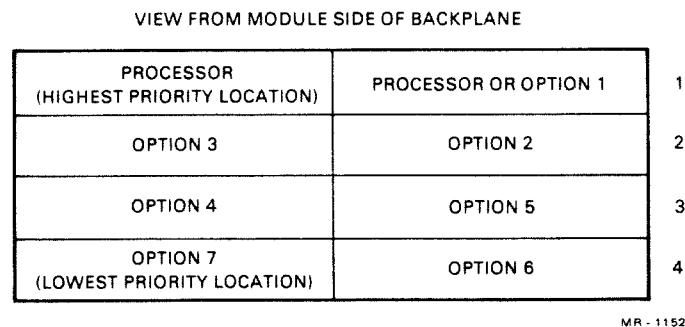 VIEW FROM MODULE SIDE OF BACKPLANE
PROCESSOR
(HIGHEST PRIORITY LOCATION)
PROCESSOR OR OPTION 1
1
OPTION 3
OPTION 2
2
OPTION 4
OPTION 5
3
OPTION 7
(LOWEST PRIORITY LOCATION)
OPTION 6
4
MR - 1152